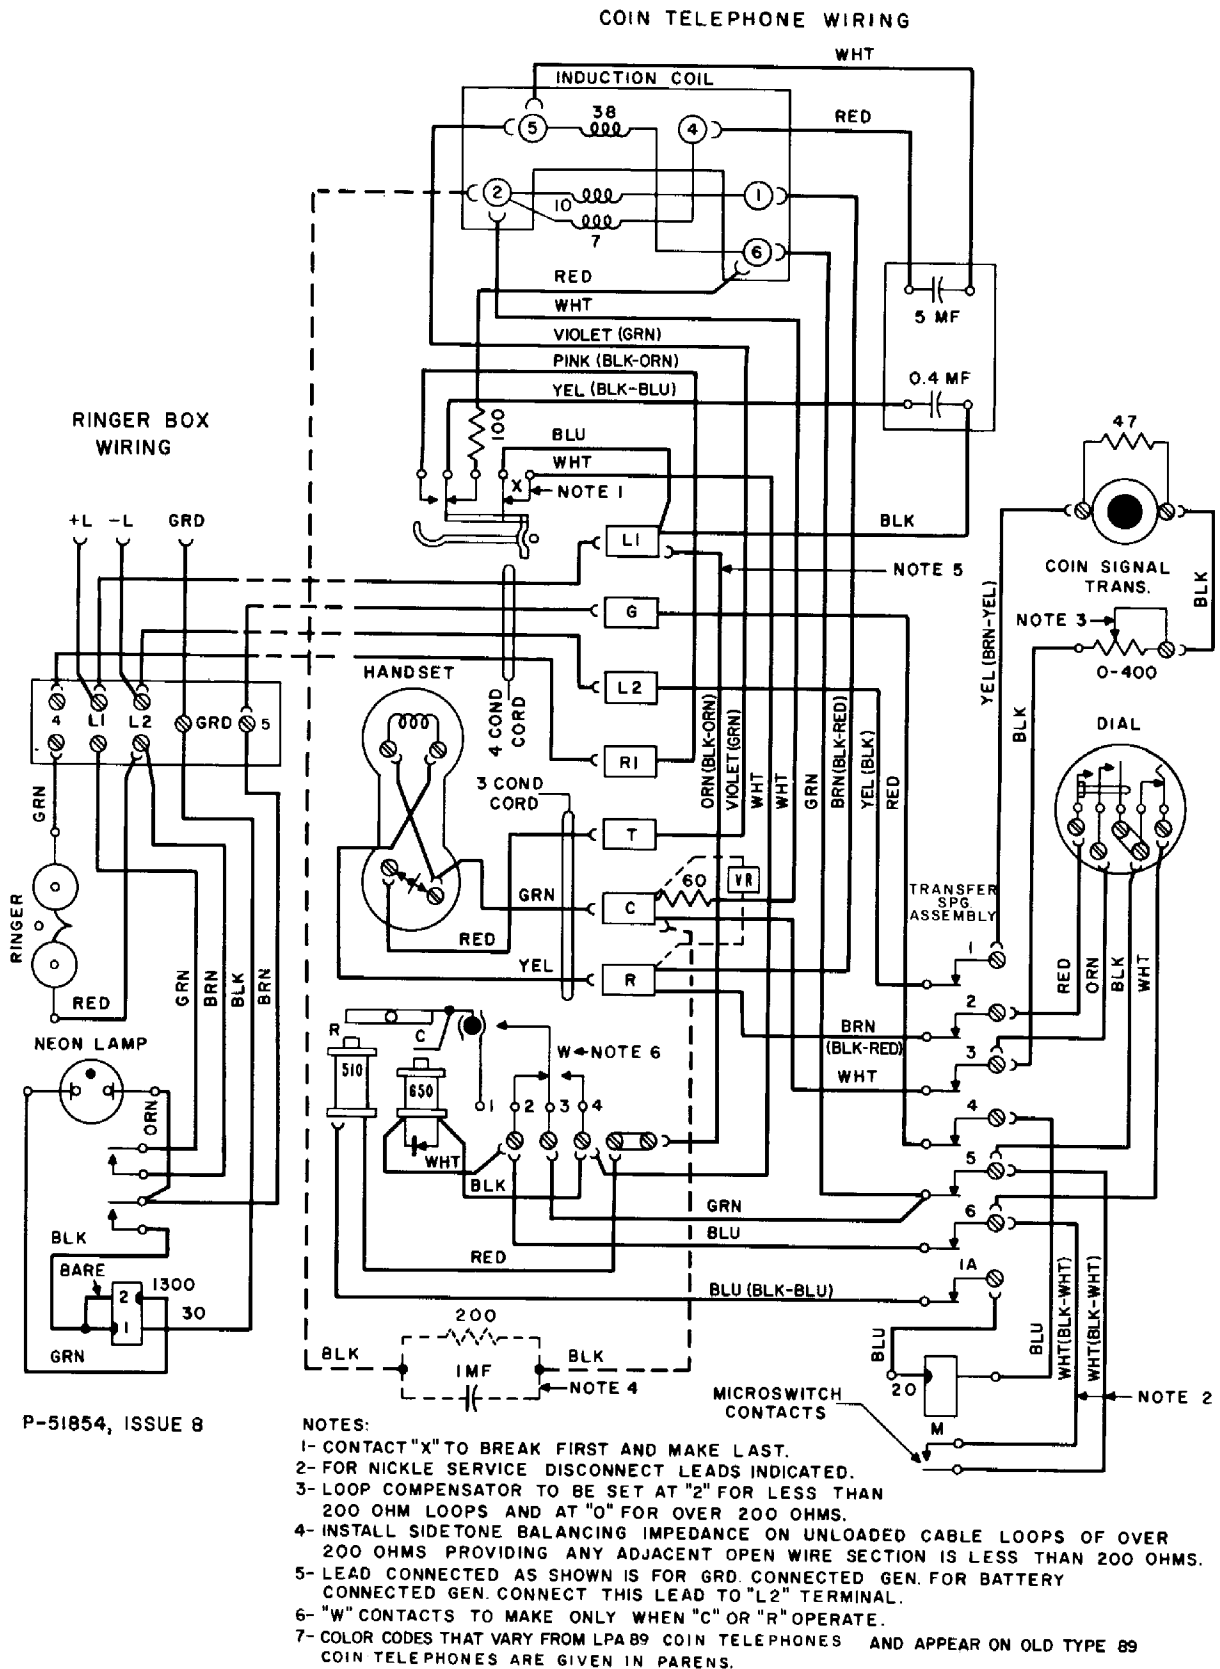 COIN TELEPHONE WIRING
WHT
INDUCTION COIL
38
5
4
RED
2
10
1
7
6
RED
WHT
5 MF
VIOLET (GRN)
PINK (BLK-ORN)
YEL (BLK-BLU)
0.4 MF
100
BLU
WHT
X
NOTE 1
RINGER BOX
WIRING
+L
-L
GRD
47
L1
BLK
NOTE 5
COIN SIGNAL
TRANS.
BLK
YEL (BRN-YEL)
G
NOTE 3
0-400
BLK
HANDSET
4 COND
CORD
L2
4
L1
L2
GRD
5
R1
ORN (BLK-ORN)
VIOLET (GRN)
WHT
WHT
GRN
BRN (BLK-RED)
YEL (BLK)
RED
DIAL
3 COND
CORD
GRN
T
60
VR
GRN
C
RED
YEL
R
TRANSFER
SPG.
ASSEMBLY
RINGER
RED
GRN
BRN
BLK
BRN
1
RED
ORN
BLK
WHT
2
BRN
(BLK-RED)
3
WHT
NEON LAMP
ORN
R
C
510
650
W
NOTE 6
1
2
3
4
4
WHT
BLK
5
GRN
6
BLU
RED
1A
BLU (BLK-BLU)
BLK
BARE
2
1
1300
30
GRN
200
BLK
1MF
BLK
NOTE 4
BLU
20
M
BLU
WHT (BLK-WHT)
WHT (BLK-WHT)
NOTE 2
MICROSWITCH
CONTACTS
P-51854, ISSUE 8
NOTES:
1- CONTACT "X" TO BREAK FIRST AND MAKE LAST.
2- FOR NICKLE SERVICE DISCONNECT LEADS INDICATED.
3- LOOP COMPENSATOR TO BE SET AT "2" FOR LESS THAN
200 OHM LOOPS AND AT "0" FOR OVER 200 OHMS.
4- INSTALL SIDETONE BALANCING IMPEDANCE ON UNLOADED CABLE LOOPS OF OVER
200 OHMS PROVIDING ANY ADJACENT OPEN WIRE SECTION IS LESS THAN 200 OHMS.
5- LEAD CONNECTED AS SHOWN IS FOR GRD. CONNECTED GEN. FOR BATTERY
CONNECTED GEN. CONNECT THIS LEAD TO "L2" TERMINAL.
6- "W" CONTACTS TO MAKE ONLY WHEN "C" OR "R" OPERATE.
7- COLOR CODES THAT VARY FROM LPA 89 COIN TELEPHONES AND APPEAR ON OLD TYPE 89
COIN TELEPHONES ARE GIVEN IN PARENS.